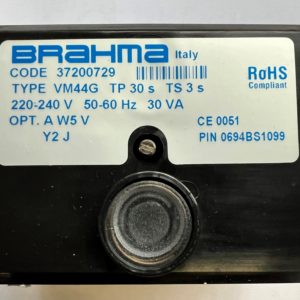 BRAHMA Italy
CODE 37200729
RoHS
Compliant
TYPE VM44G TP 30 s TS 3 s
220-240 V 50-60 Hz 30 VA
OPT. A W5 V CE 0051
Y2 J PIN 0694BS1099